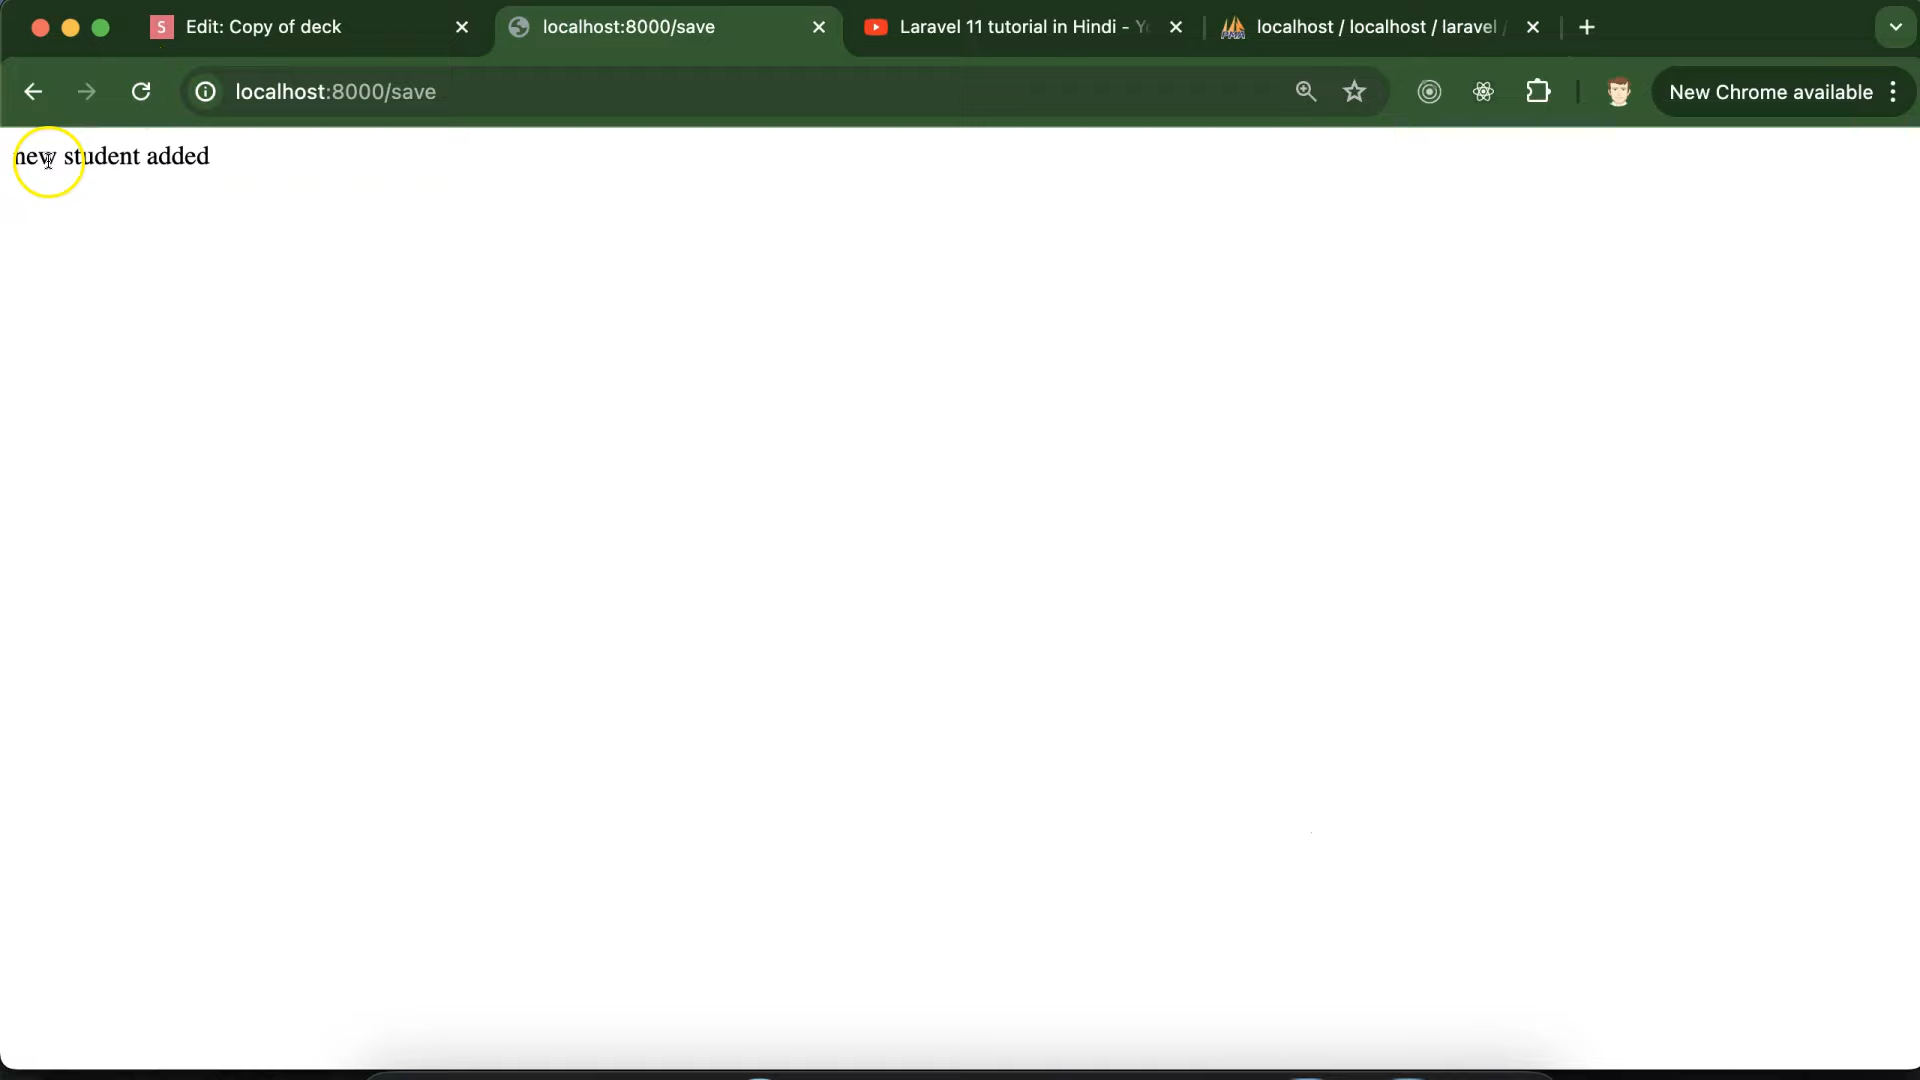 S Edit: Copy of deck
localhost:8000/save
Laravel 11 tutorial in Hindi -
localhost / localhost / laravel /
localhost:8000/save
New Chrome available
new student added